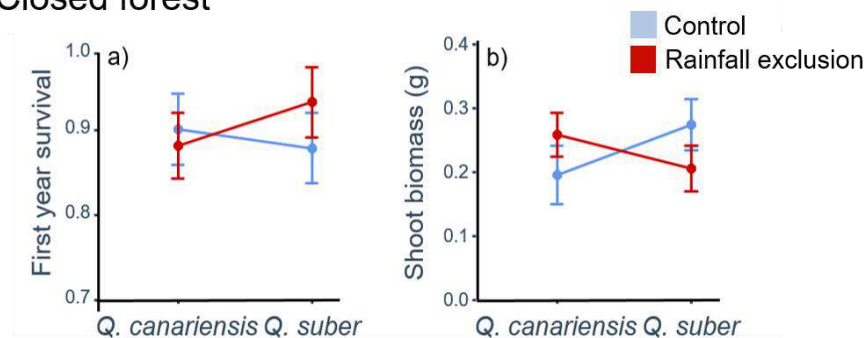 Closed forest
Control
Rainfall exclusion
a)
First year survival
1.0
0.9
0.8
0.7
Q. canariensis Q. suber
b)
Shoot biomass (g)
0.4
0.3
0.2
0.1
0.0
Q. canariensis Q. suber